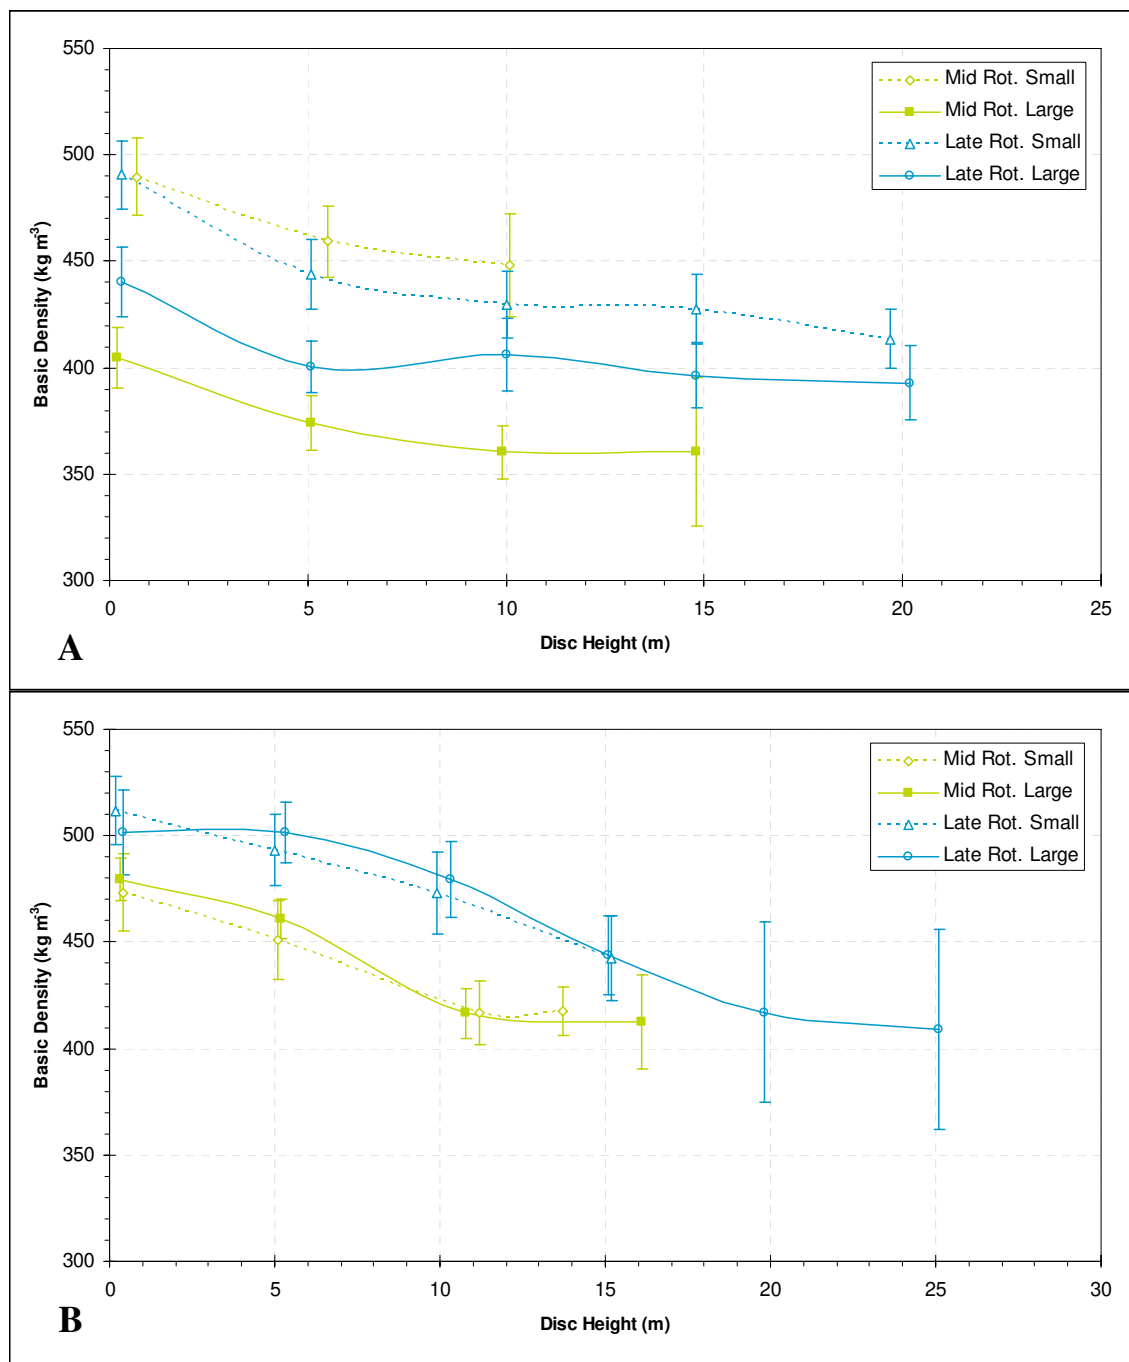 550
500
450
400
350
300
Basic Density (kg m-3)
0 5 10 15 20 25
Disc Height (m)
Mid Rot. Small
Mid Rot. Large
Late Rot. Small
Late Rot. Large
A
550
500
450
400
350
300
Basic Density (kg m-3)
0 5 10 15 20 25 30
Disc Height (m)
Mid Rot. Small
Mid Rot. Large
Late Rot. Small
Late Rot. Large
B